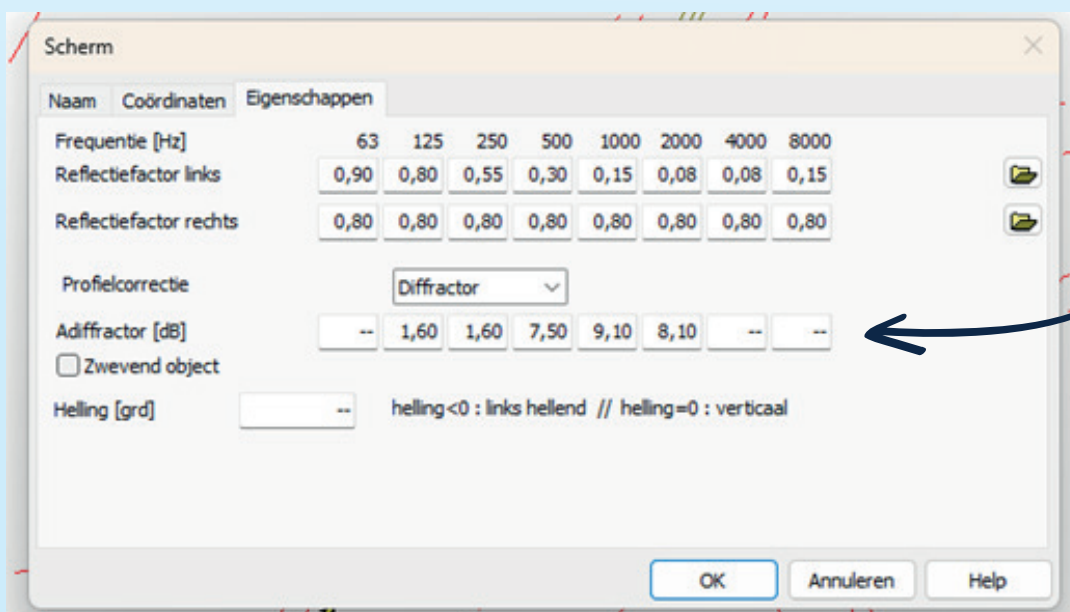 Scherm
Naam Coördinaten Eigenschappen
Frequentie [Hz] 63 125 250 500 1000 2000 4000 8000
Reflectiefactor links 0,90 0,80 0,55 0,30 0,15 0,08 0,08 0,15
Reflectiefactor rechts 0,80 0,80 0,80 0,80 0,80 0,80 0,80 0,80
Profielcorrectie Diffractor
Adiffractor [dB] -- 1,60 1,60 7,50 9,10 8,10 -- --
Zwevend object
Helling [grd] -- helling<0 : links hellend // helling=0 : verticaal
OK Annuleren Help